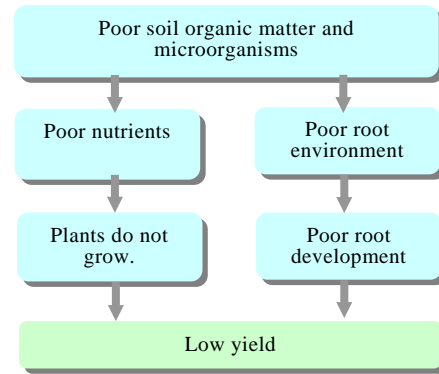 Poor soil organic matter and
microorganisms
Poor nutrients
Poor root
environment
Plants do not
grow.
Poor root
development
Low yield